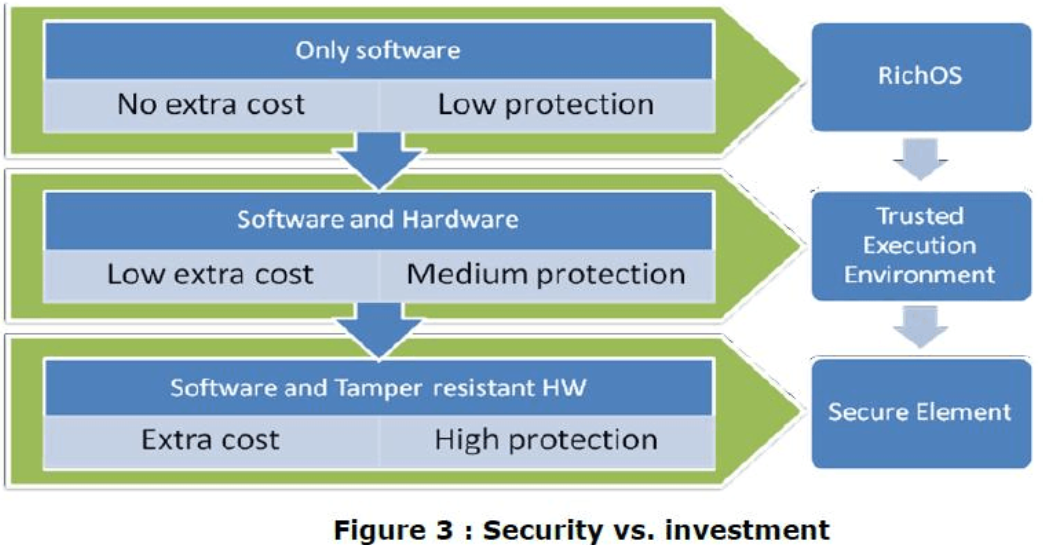 Only software
No extra cost
Low protection
RichOS
Software and Hardware
Low extra cost
Medium protection
Trusted
Execution
Environment
Software and Tamper resistant HW
Extra cost
High protection
Secure Element
Figure 3 : Security vs. investment